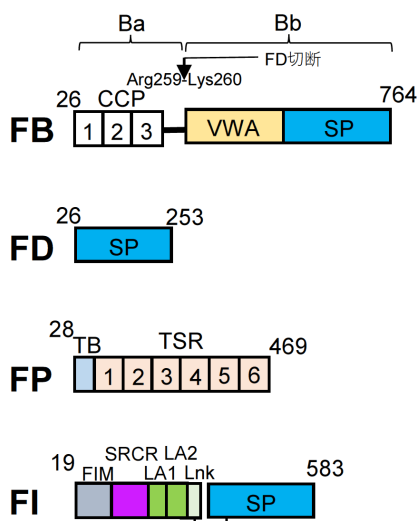 Ba Bb
FD切断
Arg259-Lys260
26 CCP 764
FB 1 2 3 VWA SP
26 253
FD SP
28 TB TSR 469
FP 1 2 3 4 5 6
SRCR LA2
19 FIM LA1 Lnk 583
FI SP